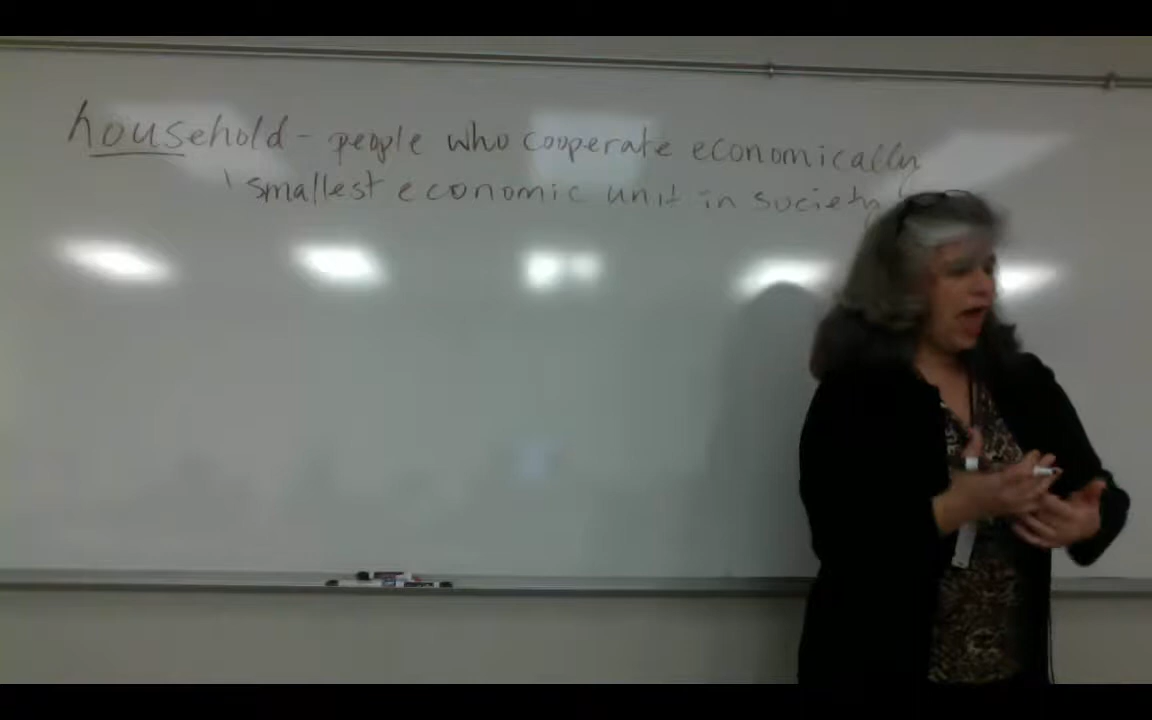 household - people who cooperate economically
smallest economic unit in society